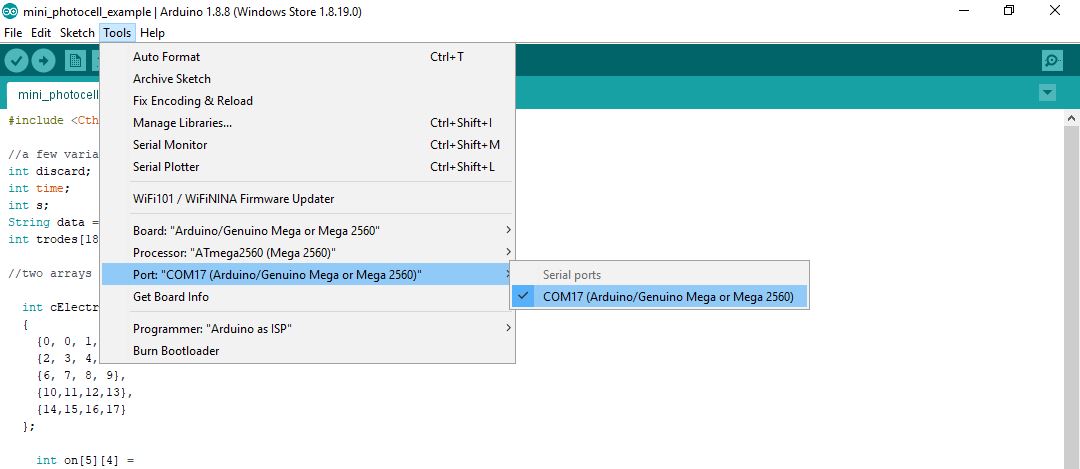 mini_photocell_example | Arduino 1.8.8 (Windows Store 1.8.19.0)
File Edit Sketch Tools Help
Auto Format Ctrl+T
Archive Sketch
Fix Encoding & Reload
Manage Libraries... Ctrl+Shift+I
Serial Monitor Ctrl+Shift+M
Serial Plotter Ctrl+Shift+L
WiFi101 / WiFiNINA Firmware Updater
Board: "Arduino/Genuino Mega or Mega 2560"
Processor: "ATmega2560 (Mega 2560)"
Port: "COM17 (Arduino/Genuino Mega or Mega 2560)"
Get Board Info
Programmer: "Arduino as ISP"
Burn Bootloader
Serial ports
COM17 (Arduino/Genuino Mega or Mega 2560)
mini_photocell
#include <Cth
//a few varia
int discard;
int time;
int s;
String data =
int trodes[18
//two arrays
int cElectr
{
{0, 0, 1,
{2, 3, 4,
{6, 7, 8, 9},
{10,11,12,13},
{14,15,16,17}
};
int on[5][4] =